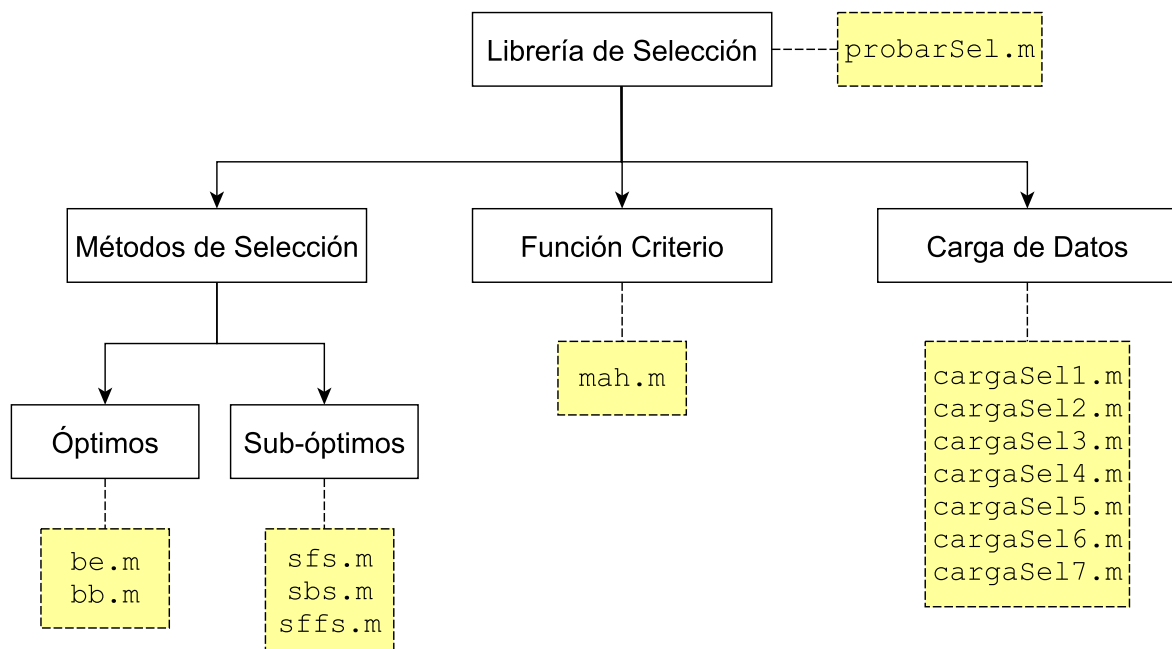 Librería de Selección
probarSel.m
Métodos de Selección
Función Criterio
Carga de Datos
Óptimos
Sub-óptimos
mah.m
cargaSel1.m
cargaSel2.m
cargaSel3.m
cargaSel4.m
cargaSel5.m
cargaSel6.m
cargaSel7.m
be.m
bb.m
sfs.m
sbs.m
sffs.m